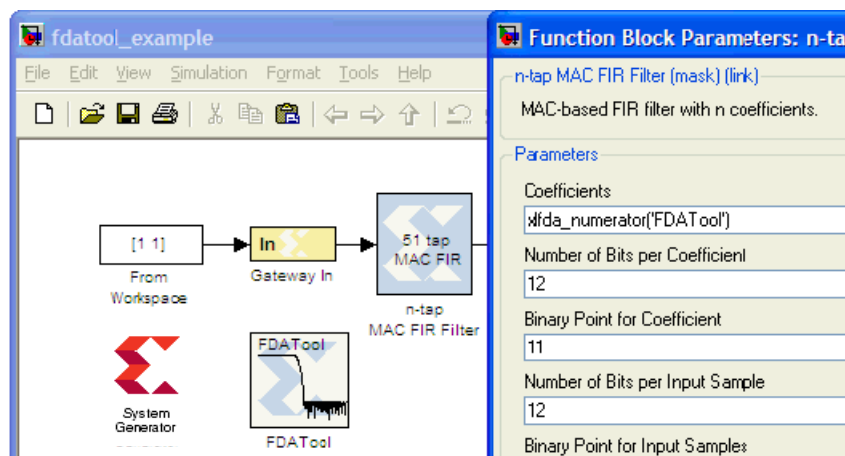 fdatool_example
File Edit View Simulation Format Tools Help
[1 1]
From
Workspace
In
Gateway In
51 tap
MAC FIR
n-tap
MAC FIR Filter
System
Generator
FDATool
FDATool
Function Block Parameters: n-ta
n-tap MAC FIR Filter (mask) (link)
MAC-based FIR filter with n coefficients.
Parameters
Coefficients
xlfda_numerator('FDATool')
Number of Bits per Coefficient
12
Binary Point for Coefficient
11
Number of Bits per Input Sample
12
Binary Point for Input Samples